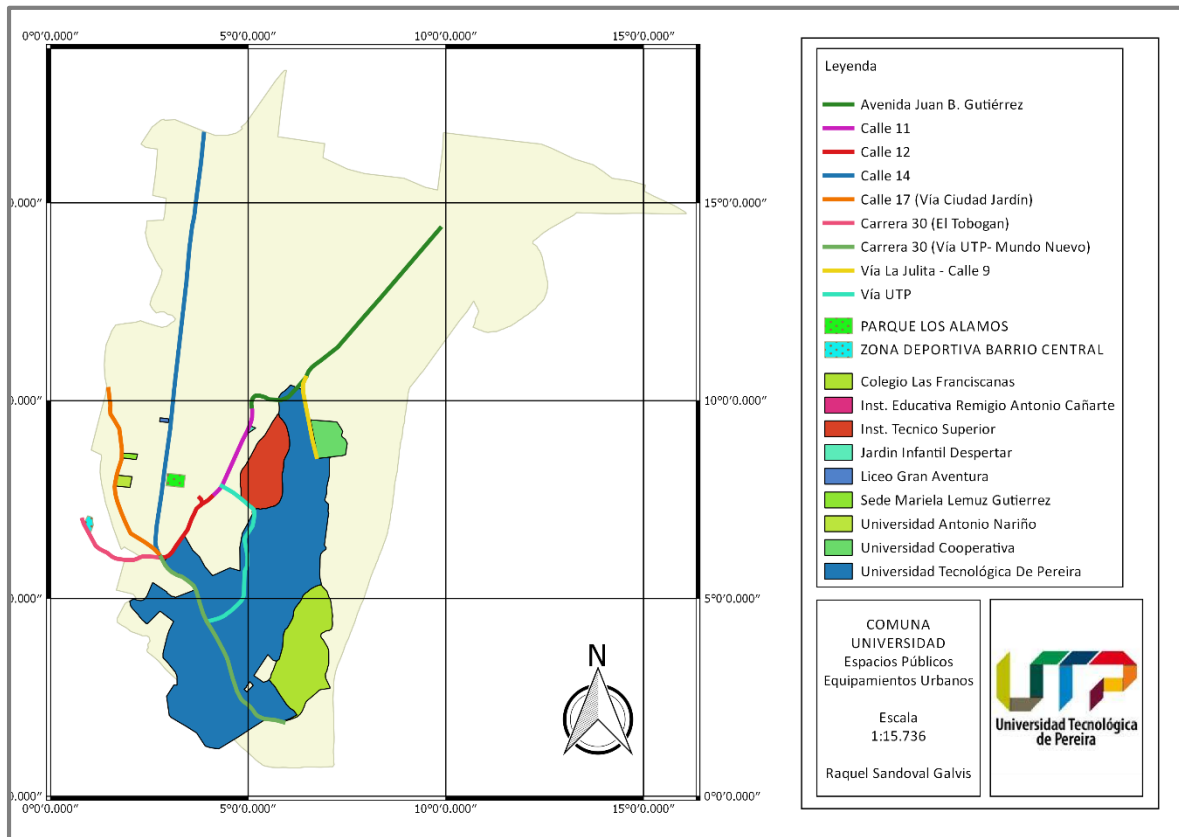 0°0'0.000"
5°0'0.000"
10°0'0.000"
15°0'0.000"
0.000"
15°0'0.000"
0.000"
10°0'0.000"
0.000"
5°0'0.000"
0.000"
0°0'0.000"
0°0'0.000"
5°0'0.000"
10°0'0.000"
15°0'0.000"
N
Leyenda
Avenida Juan B. Gutiérrez
Calle 11
Calle 12
Calle 14
Calle 17 (Vía Ciudad Jardín)
Carrera 30 (El Tobogan)
Carrera 30 (Vía UTP- Mundo Nuevo)
Vía La Julita - Calle 9
Vía UTP
PARQUE LOS ALAMOS
ZONA DEPORTIVA BARRIO CENTRAL
Colegio Las Franciscanas
Inst. Educativa Remigio Antonio Cañarte
Inst. Tecnico Superior
Jardin Infantil Despertar
Liceo Gran Aventura
Sede Mariela Lemuz Gutierrez
Universidad Antonio Nariño
Universidad Cooperativa
Universidad Tecnológica De Pereira
COMUNA
UNIVERSIDAD
Espacios Públicos
Equipamientos Urbanos
Escala
1:15.736
Raquel Sandoval Galvis
UTP
Universidad Tecnológica
de Pereira